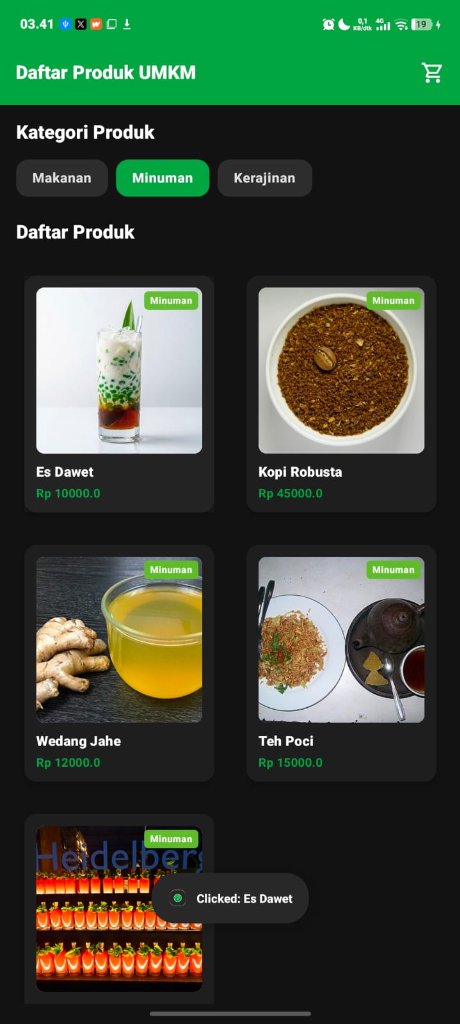 03.41
0,1
KB/dtk
4G
19
Daftar Produk UMKM
Kategori Produk
Makanan
Minuman
Kerajinan
Daftar Produk
Minuman
Minuman
Es Dawet
Kopi Robusta
Rp 10000.0
Rp 45000.0
Minuman
Minuman
Wedang Jahe
Teh Poci
Rp 12000.0
Rp 15000.0
Minuman
Heidelberg
Clicked: Es Dawet